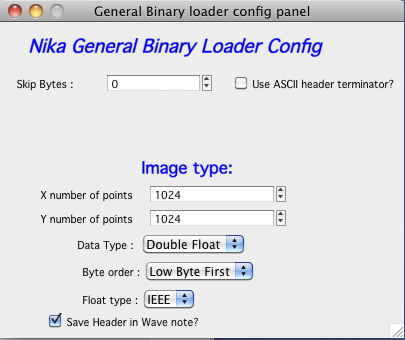 General Binary loader config panel
Nika General Binary Loader Config
Skip Bytes : 0 Use ASCII header terminator?
Image type:
X number of points 1024
Y number of points 1024
Data Type : Double Float
Byte order : Low Byte First
Float type : IEEE
Save Header in Wave note?